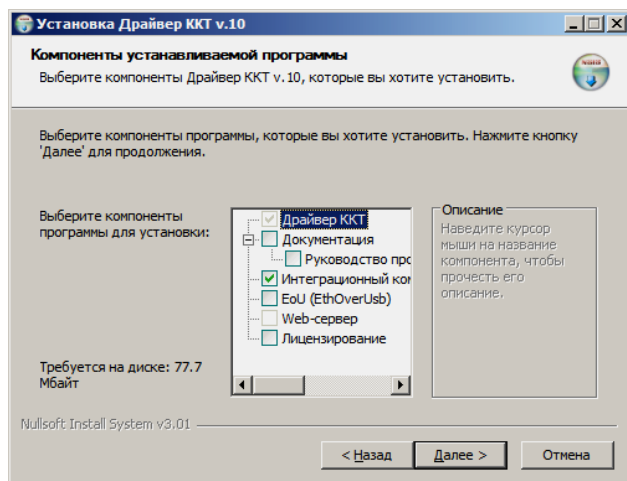 Установка Драйвер ККТ v.10
Компоненты устанавливаемой программы
Выберите компоненты Драйвер ККТ v.10, которые вы хотите установить.
Выберите компоненты программы, которые вы хотите установить. Нажмите кнопку
'Далее' для продолжения.
Выберите компоненты
программы для установки:
Драйвер ККТ
Документация
Руководство прс
Интеграционный кол
EoU (EthOverUsb)
Web-сервер
Лицензирование
Описание
Наведите курсор
мыши на название
компонента, чтобы
прочесть его
описание.
Требуется на диске: 77.7
Мбайт
Nullsoft Install System v3.01
< Назад
Далее >
Отмена